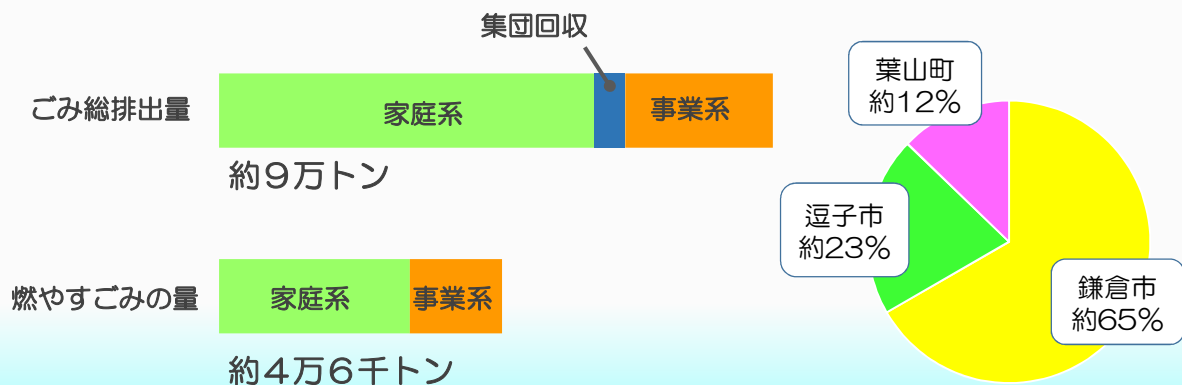 集団回収
ごみ総排出量
家庭系
事業系
約9万トン
燃やすごみの量
家庭系
事業系
約4万6千トン
葉山町
約12%
逗子市
約23%
鎌倉市
約65%